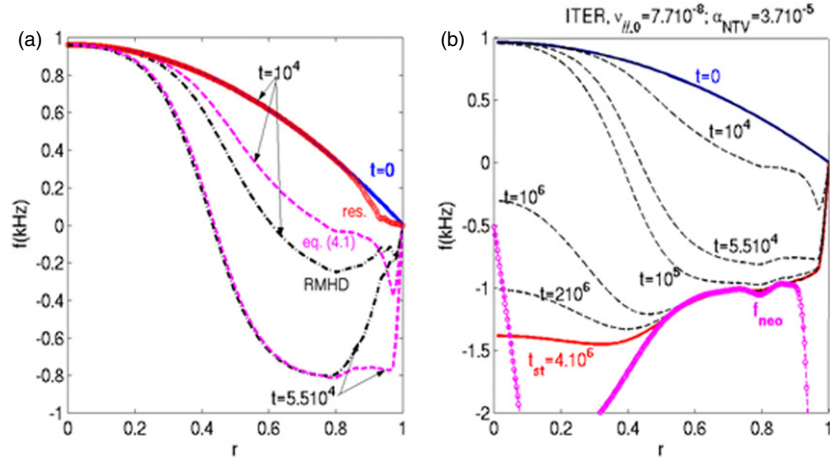 (a)
1
0.8
0.6
0.4
0.2
0
-0.2
-0.4
-0.6
-0.8
-1
f(kHz)
t=10⁴
t=0
res.
eq. (4.1)
RMHD
t=5.510⁴
0 0.2 0.4 0.6 0.8 1
r
ITER, ν//,0=7.710⁻⁸; αNTV=3.710⁻⁵
(b)
1
0.5
0
-0.5
-1
-1.5
-2
f(kHz)
t=0
t=10⁴
t=10⁶
t=5.510⁴
t=10⁵
t=210⁶
fneo
tst=4.10⁶
0 0.2 0.4 0.6 0.8 1
r